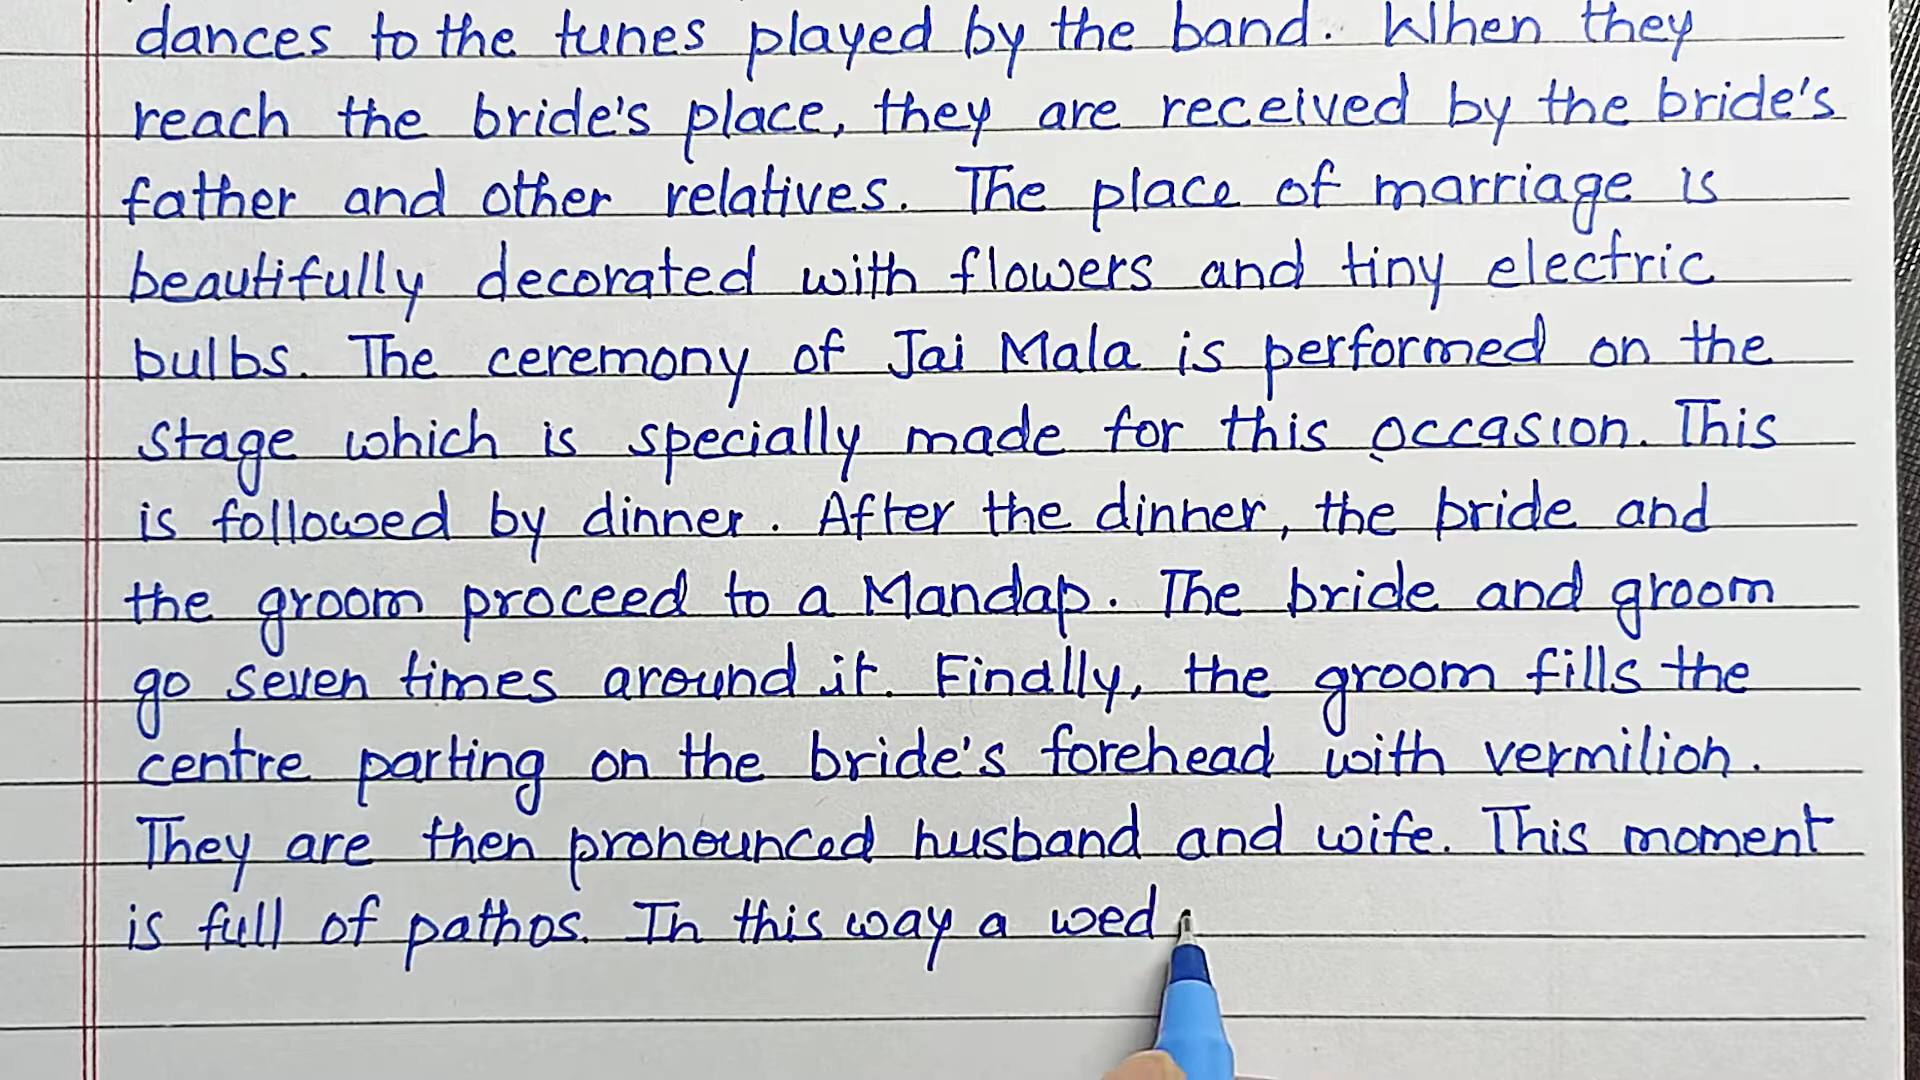 dances to the tunes played by the band. When they
reach the bride's place, they are received by the bride's
father and other relatives. The place of marriage is
beautifully decorated with flowers and tiny electric
bulbs. The ceremony of Jai Mala is performed on the
stage which is specially made for this occasion. This
is followed by dinner. After the dinner, the bride and
the groom proceed to a Mandap. The bride and groom
go seven times around it. Finally, the groom fills the
centre parting on the bride's forehead with vermilion.
They are then pronounced husband and wife. This moment
is full of pathos. In this way a wed